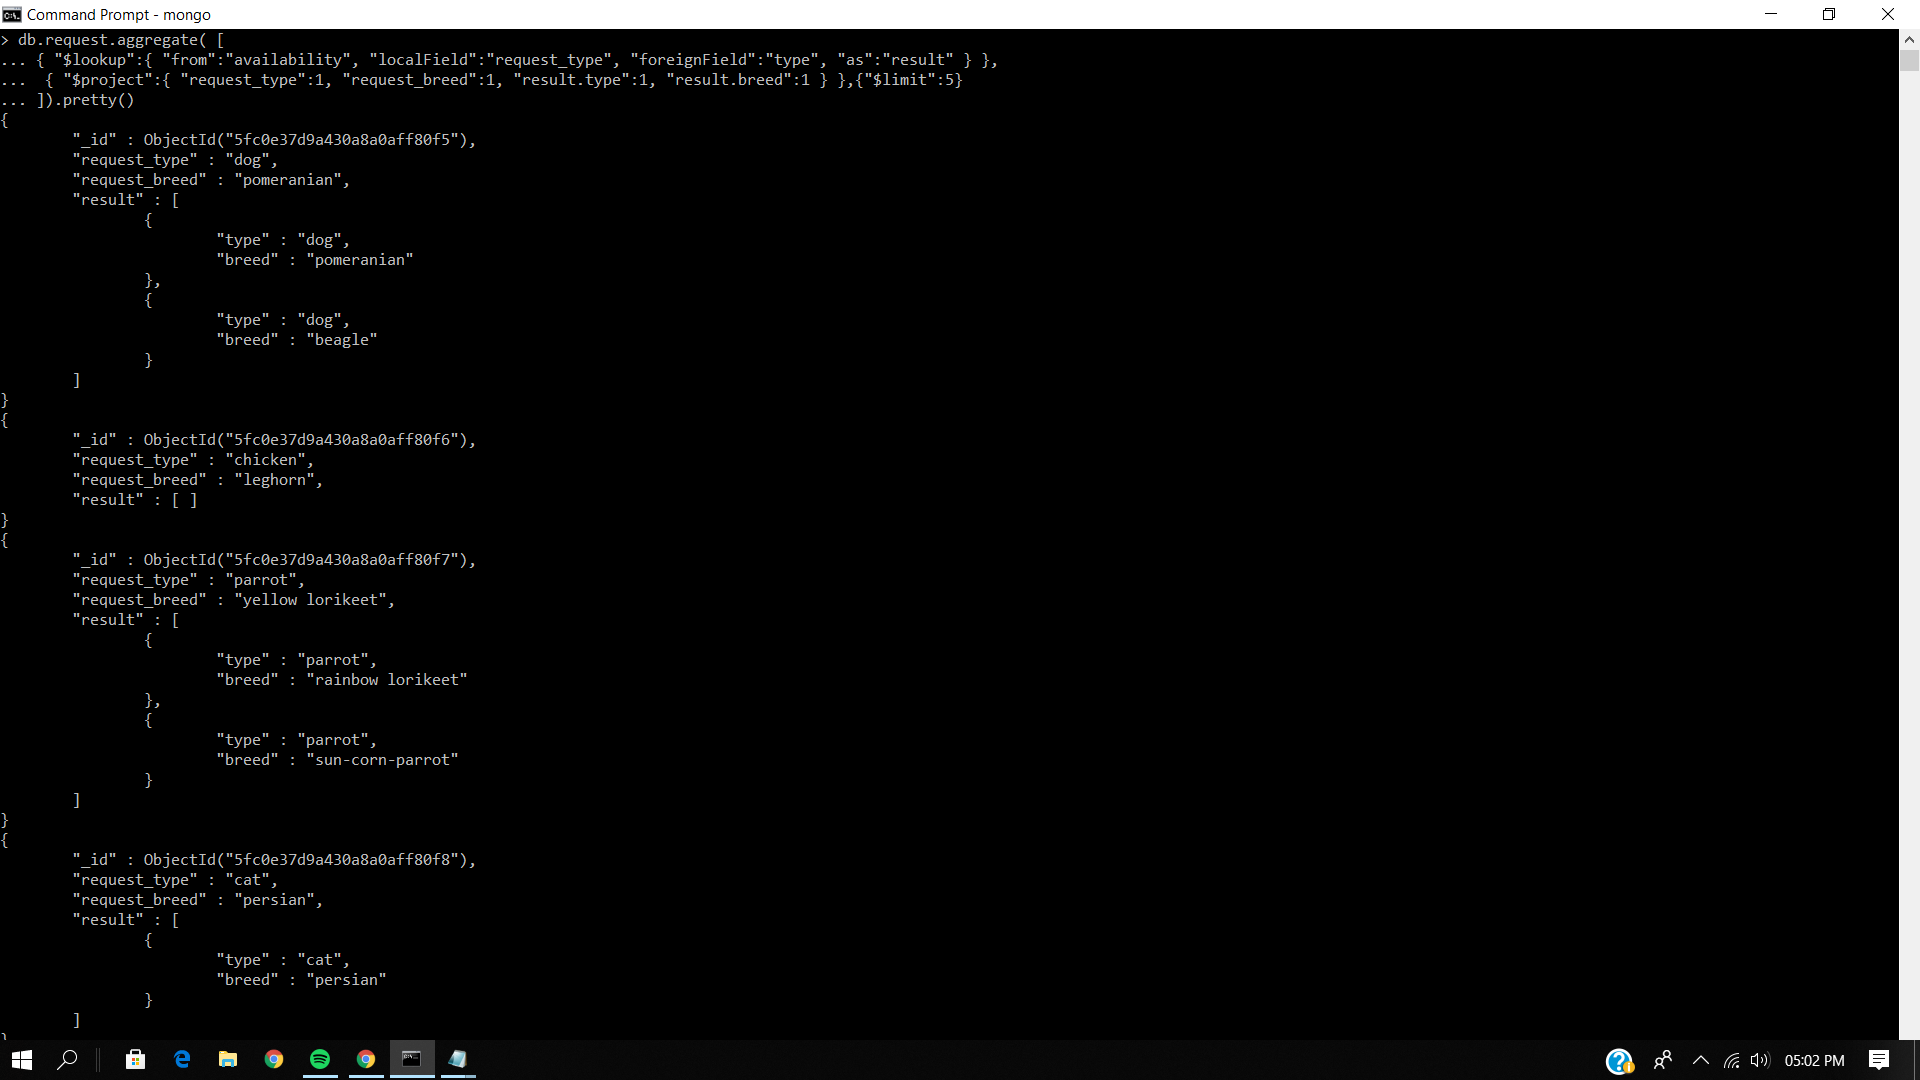 Command Prompt - mongo
> db.request.aggregate( [
... { "$lookup":{ "from":"availability", "localField":"request_type", "foreignField":"type", "as":"result" } },
...  { "$project":{ "request_type":1, "request_breed":1, "result.type":1, "result.breed":1 } },{"$limit":5}
... ]).pretty()
{
        "_id" : ObjectId("5fc0e37d9a430a8a0aff80f5"),
        "request_type" : "dog",
        "request_breed" : "pomeranian",
        "result" : [
                {
                        "type" : "dog",
                        "breed" : "pomeranian"
                },
                {
                        "type" : "dog",
                        "breed" : "beagle"
                }
        ]
}
{
        "_id" : ObjectId("5fc0e37d9a430a8a0aff80f6"),
        "request_type" : "chicken",
        "request_breed" : "leghorn",
        "result" : [ ]
}
{
        "_id" : ObjectId("5fc0e37d9a430a8a0aff80f7"),
        "request_type" : "parrot",
        "request_breed" : "yellow lorikeet",
        "result" : [
                {
                        "type" : "parrot",
                        "breed" : "rainbow lorikeet"
                },
                {
                        "type" : "parrot",
                        "breed" : "sun-corn-parrot"
                }
        ]
}
{
        "_id" : ObjectId("5fc0e37d9a430a8a0aff80f8"),
        "request_type" : "cat",
        "request_breed" : "persian",
        "result" : [
                {
                        "type" : "cat",
                        "breed" : "persian"
                }
        ]
}
05:02 PM